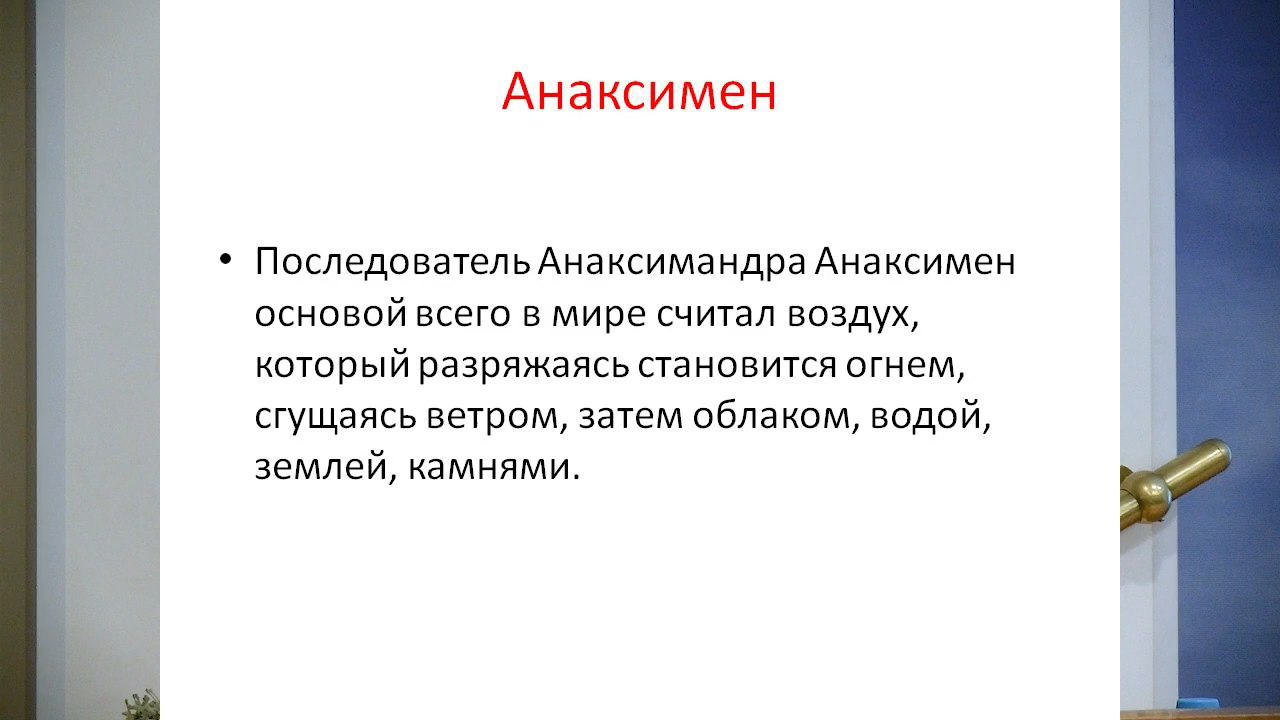 Анаксимен
• Последователь Анаксимандра Анаксимен
основой всего в мире считал воздух,
который разряжаясь становится огнем,
сгущаясь ветром, затем облаком, водой,
землей, камнями.